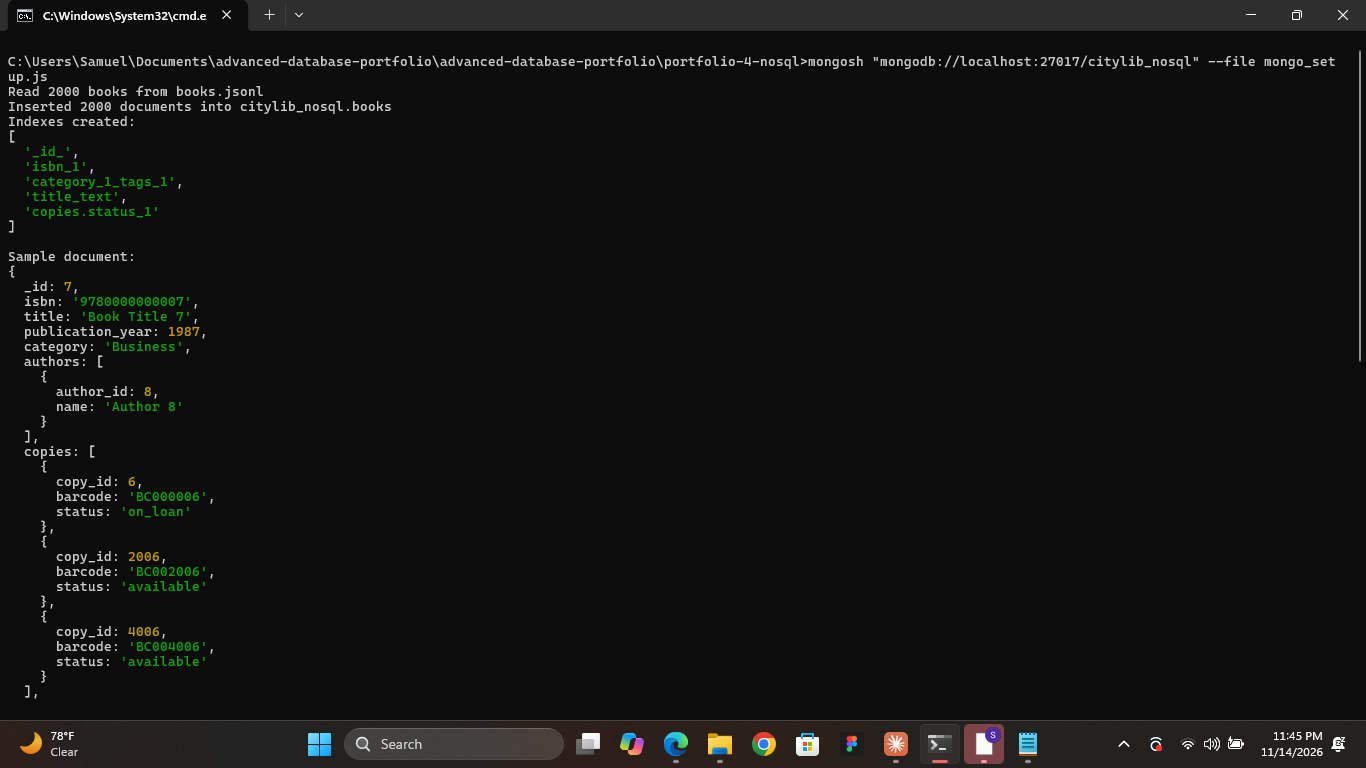 C:\Windows\System32\cmd.e
C:\Users\Samuel\Documents\advanced-database-portfolio\advanced-database-portfolio\portfolio-4-nosql>mongosh "mongodb://localhost:27017/citylib_nosql" --file mongo_set
up.js
Read 2000 books from books.jsonl
Inserted 2000 documents into citylib_nosql.books
Indexes created:
[
  '_id_',
  'isbn_1',
  'category_1_tags_1',
  'title_text',
  'copies.status_1'
]
Sample document:
{
  _id: 7,
  isbn: '9780000000007',
  title: 'Book Title 7',
  publication_year: 1987,
  category: 'Business',
  authors: [
    {
      author_id: 8,
      name: 'Author 8'
    }
  ],
  copies: [
    {
      copy_id: 6,
      barcode: 'BC000006',
      status: 'on_loan'
    },
    {
      copy_id: 2006,
      barcode: 'BC002006',
      status: 'available'
    },
    {
      copy_id: 4006,
      barcode: 'BC004006',
      status: 'available'
    }
  ],
78°F
Clear
Search
S
11:45 PM
11/14/2026